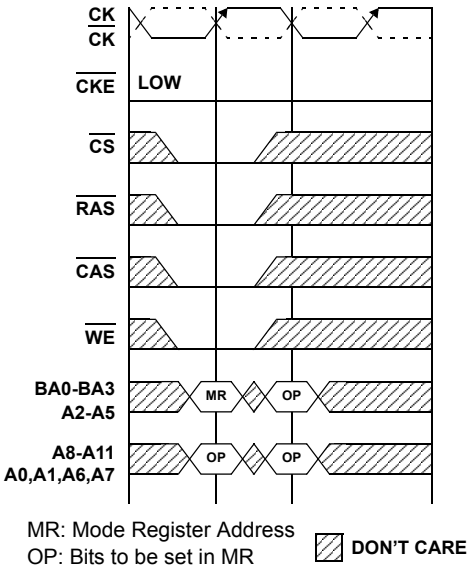 CK
CK
CKE LOW
CS
RAS
CAS
WE
BA0-BA3
A2-A5
MR OP
A8-A11
A0,A1,A6,A7
OP OP
MR: Mode Register Address
OP: Bits to be set in MR
DON'T CARE